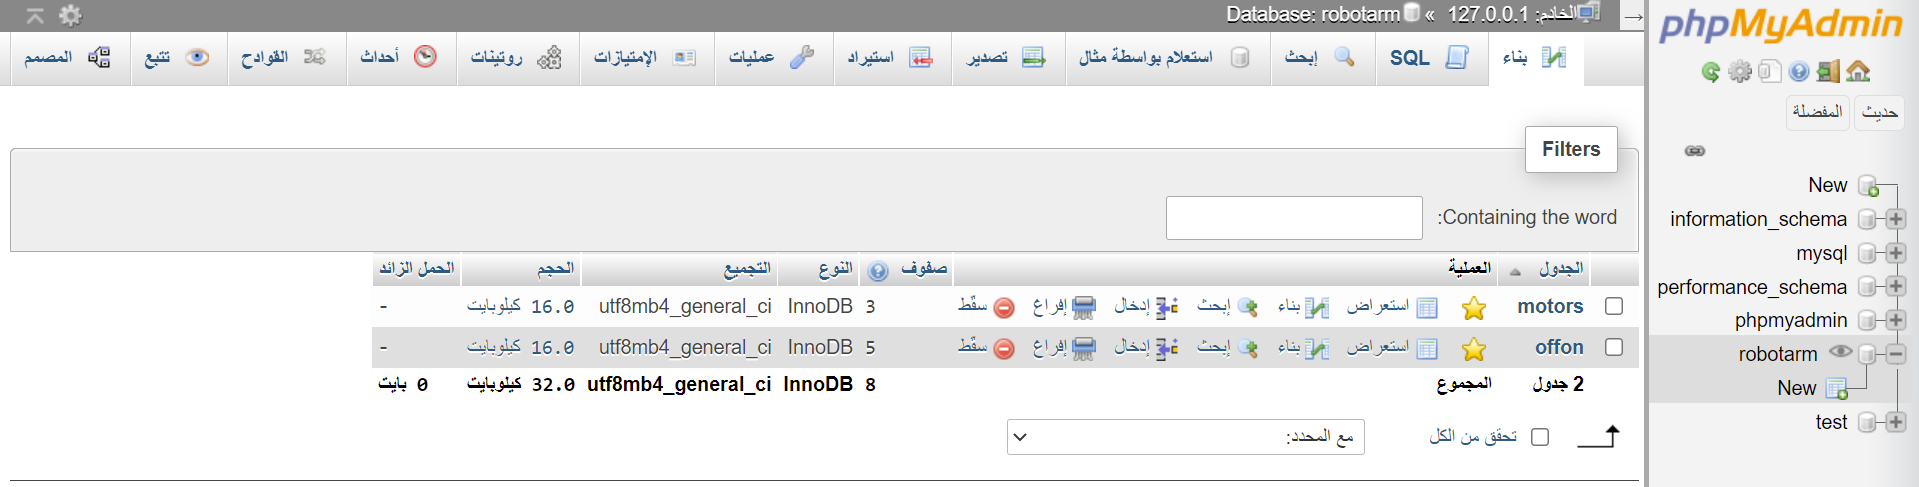 phpMyAdmin
حديث
المفضلة
New
information_schema
mysql
performance_schema
phpmyadmin
robotarm
New
test
الخادم: 127.0.0.1 » Database: robotarm
بناء
SQL
إبحث
استعلام بواسطة مثال
تصدير
استيراد
عمليات
الإمتيازات
روتينات
أحداث
القوادح
تتبع
المصمم
Filters
Containing the word:
الجدول العملية صفوف النوع التجميع الحجم الحمل الزائد
motors استعراض بناء إبحث إدخال إفراغ سقّط 3 InnoDB utf8mb4_general_ci 16.0 كيلوبايت -
offon استعراض بناء إبحث إدخال إفراغ سقّط 5 InnoDB utf8mb4_general_ci 16.0 كيلوبايت -
2 جدول المجموع 8 InnoDB utf8mb4_general_ci 32.0 كيلوبايت 0 بايت
تحقق من الكل
مع المحدد: